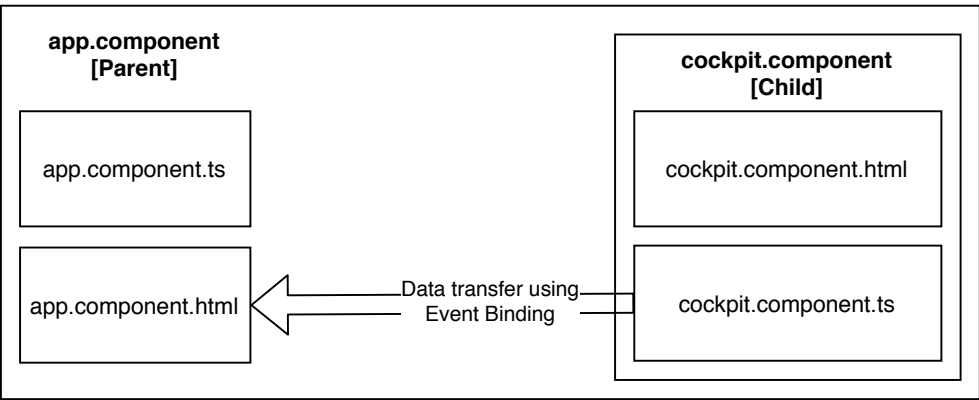 app.component
[Parent]
app.component.ts
app.component.html
Data transfer using
Event Binding
cockpit.component
[Child]
cockpit.component.html
cockpit.component.ts